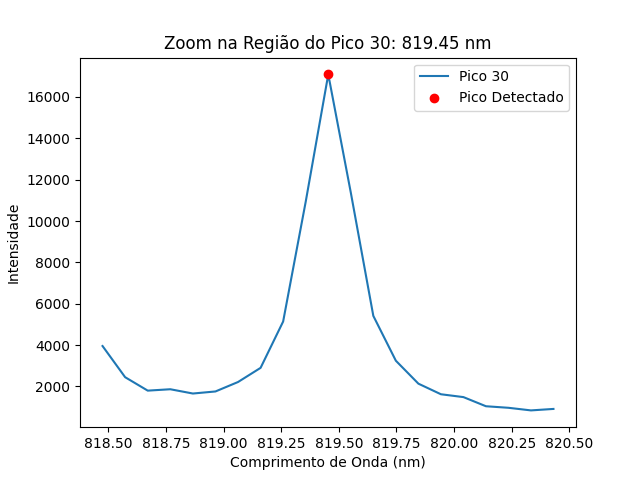 Zoom na Região do Pico 30: 819.45 nm
Pico 30
Pico Detectado
Intensidade
16000
14000
12000
10000
8000
6000
4000
2000
818.50 818.75 819.00 819.25 819.50 819.75 820.00 820.25 820.50
Comprimento de Onda (nm)